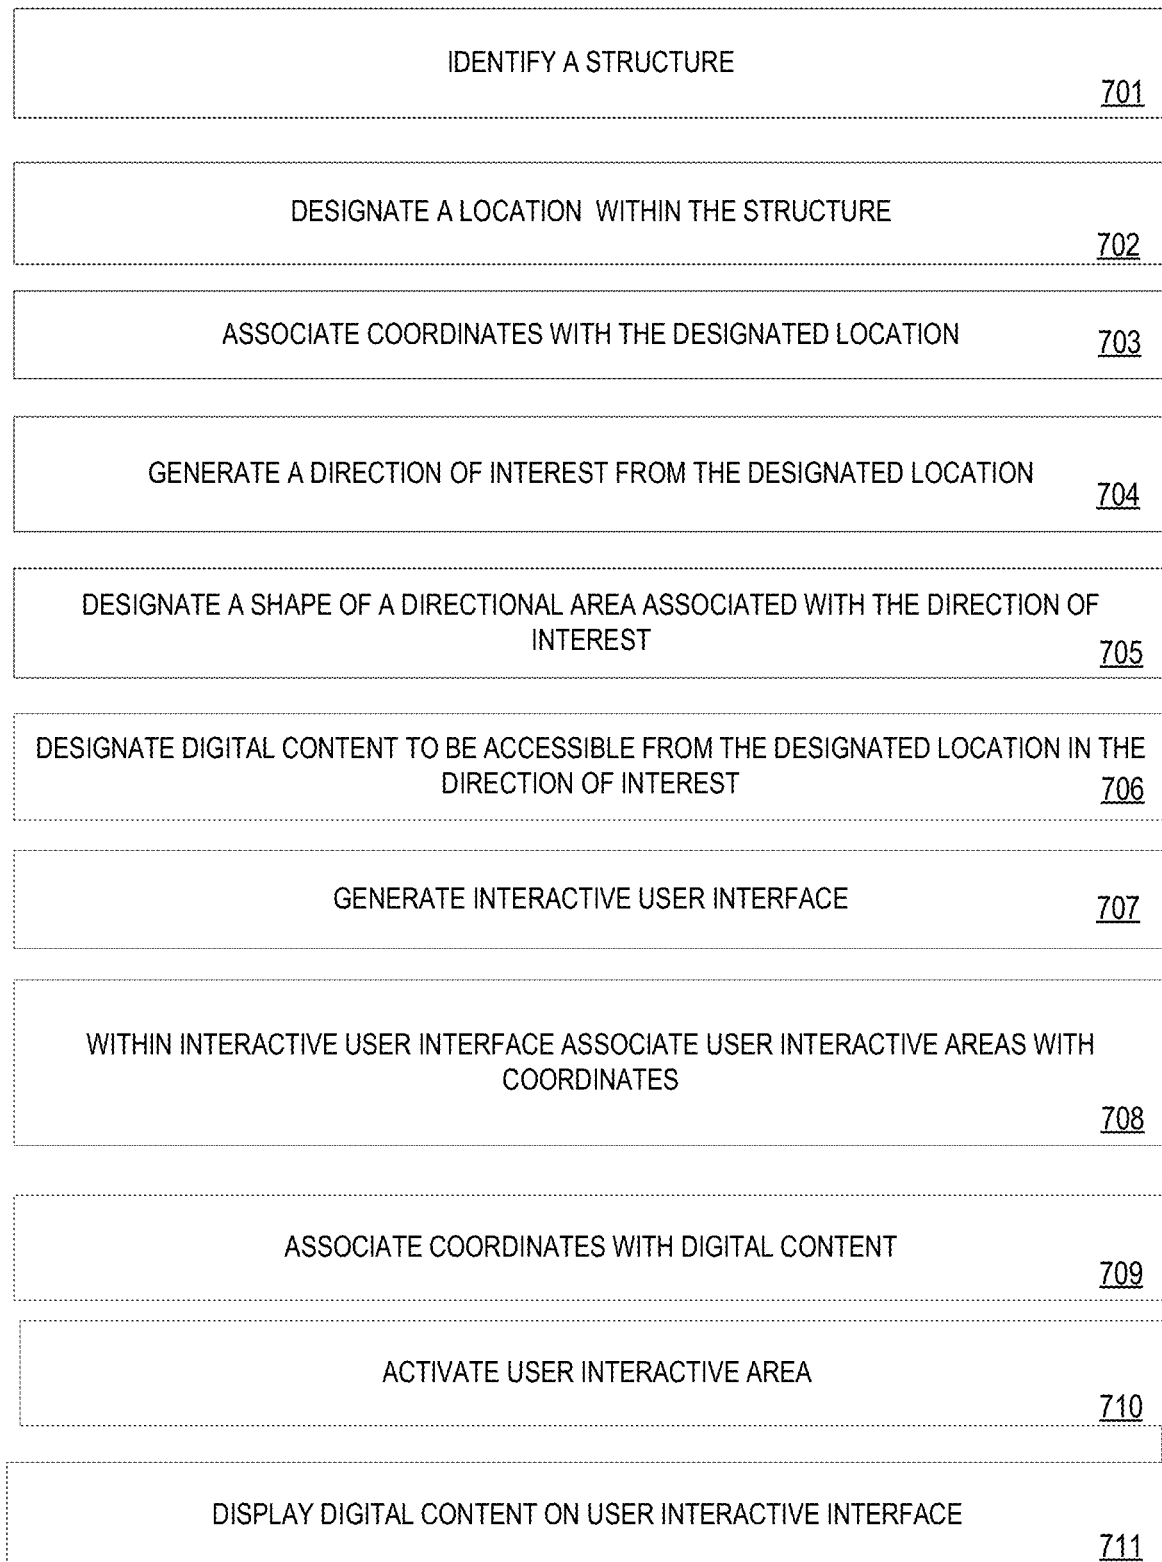 IDENTIFY A STRUCTURE
701
DESIGNATE A LOCATION WITHIN THE STRUCTURE
702
ASSOCIATE COORDINATES WITH THE DESIGNATED LOCATION 703
GENERATE A DIRECTION OF INTEREST FROM THE DESIGNATED LOCATION
704
DESIGNATE A SHAPE OF A DIRECTIONAL AREA ASSOCIATED WITH THE DIRECTION OF
INTEREST
705
DESIGNATE DIGITAL CONTENT TO BE ACCESSIBLE FROM THE DESIGNATED LOCATION IN THE
DIRECTION OF INTEREST
706
GENERATE INTERACTIVE USER INTERFACE 707
WITHIN INTERACTIVE USER INTERFACE ASSOCIATE USER INTERACTIVE AREAS WITH
COORDINATES
708
ASSOCIATE COORDINATES WITH DIGITAL CONTENT
709
ACTIVATE USER INTERACTIVE AREA
710
DISPLAY DIGITAL CONTENT ON USER INTERACTIVE INTERFACE
711